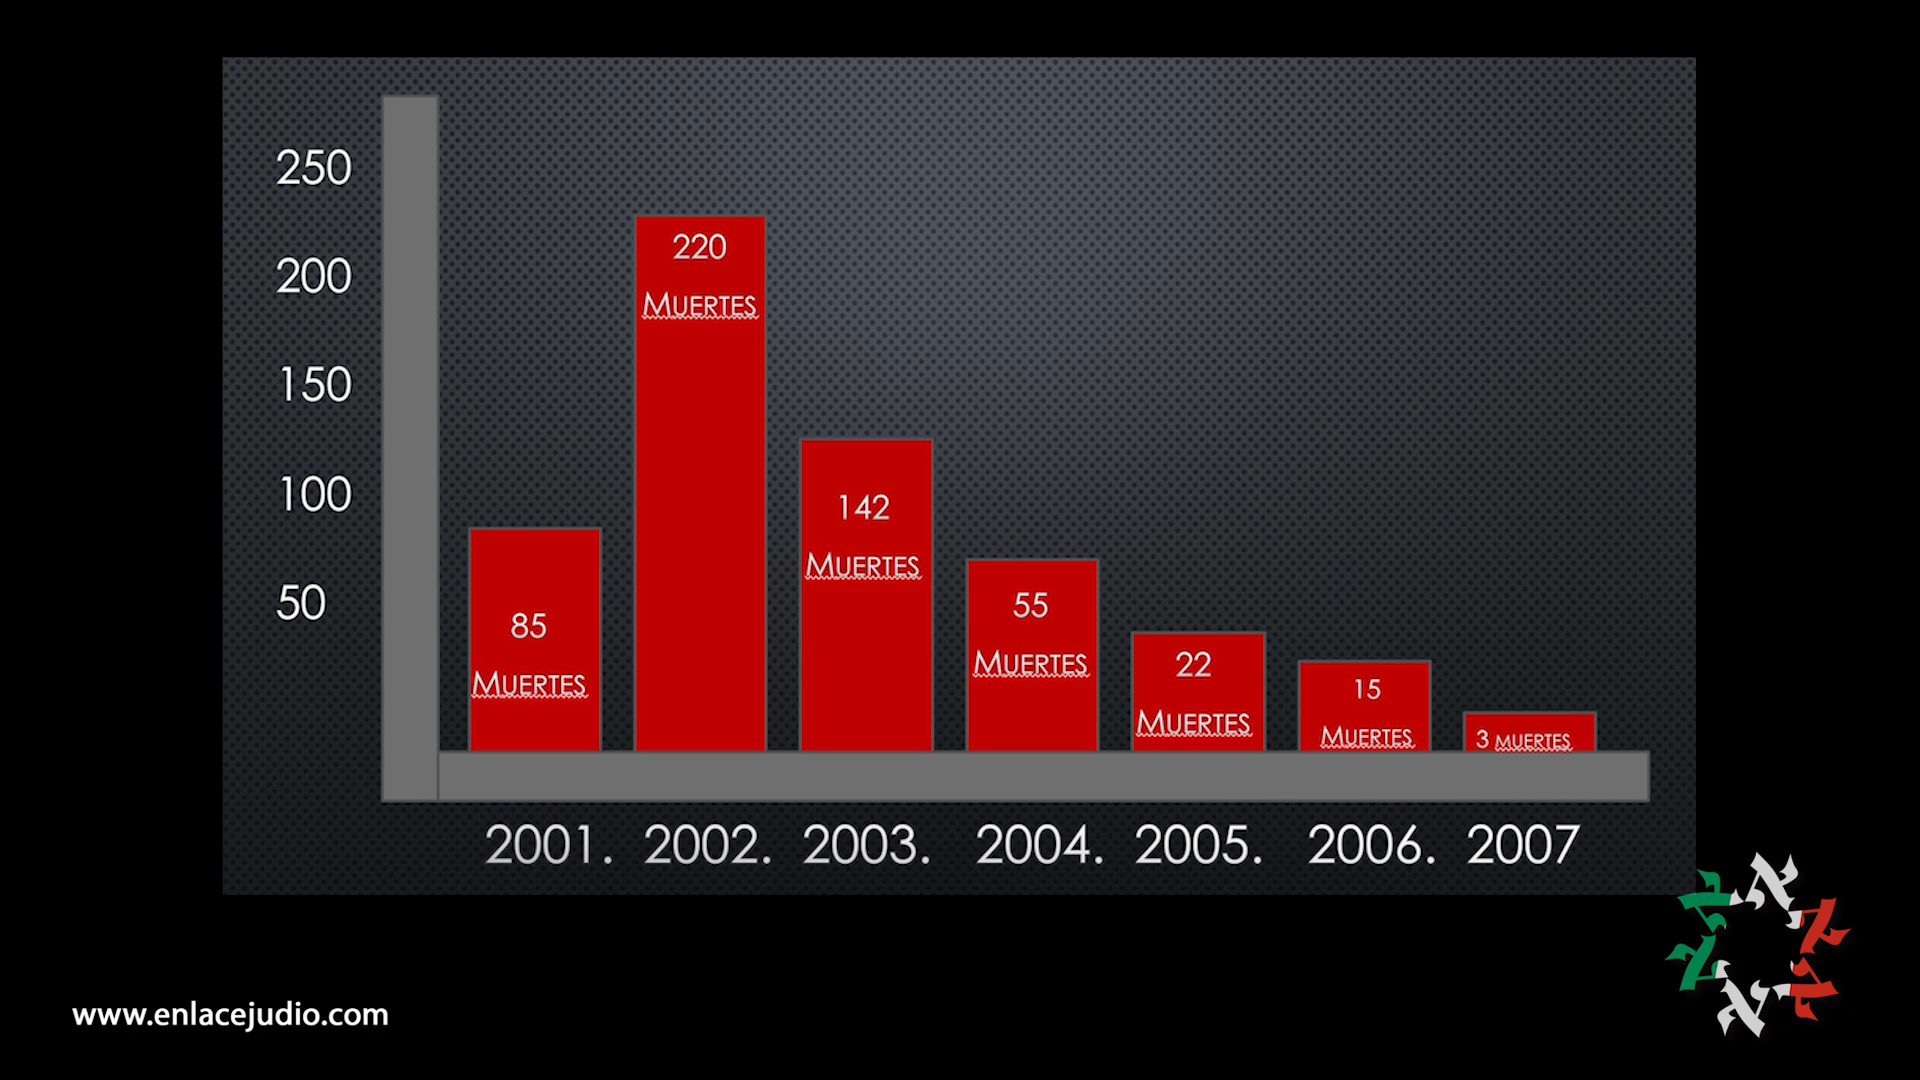 250
200
150
100
50
220
MUERTES
142
MUERTES
85
MUERTES
55
MUERTES
22
MUERTES
15
MUERTES
3 MUERTES
2001. 2002. 2003. 2004. 2005. 2006. 2007
www.enlacejudio.com